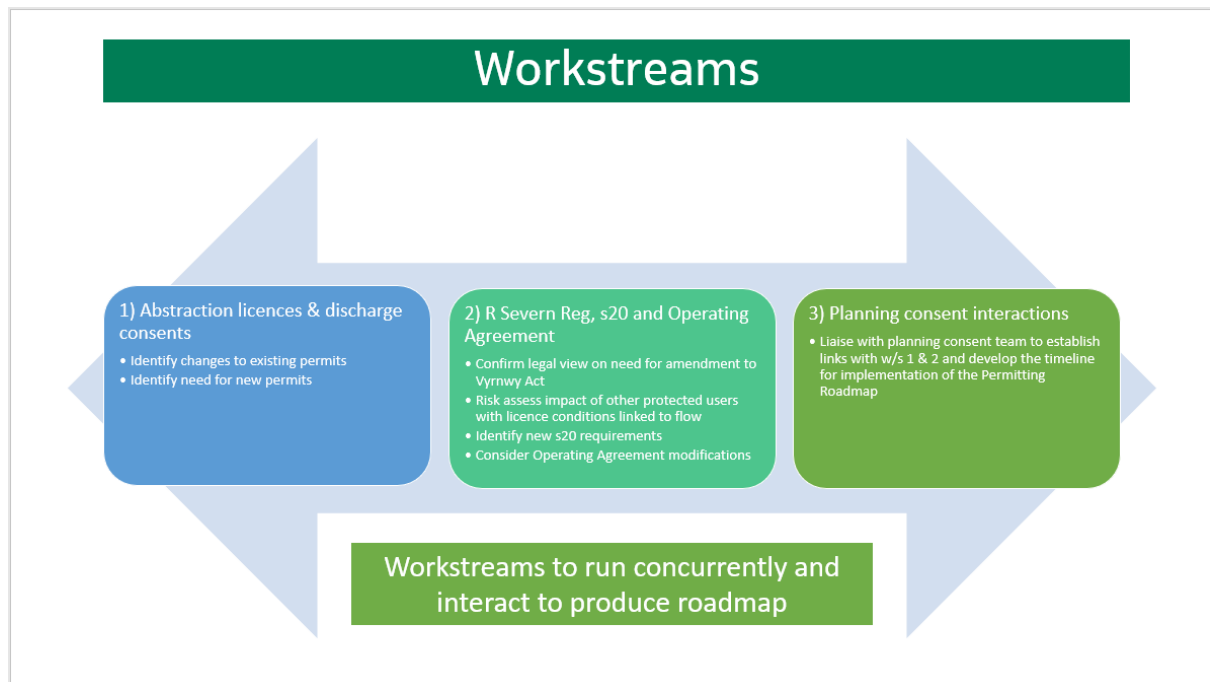 Workstreams
1) Abstraction licences & discharge
consents
• Identify changes to existing permits
• Identify need for new permits
2) R Severn Reg, s20 and Operating
Agreement
• Confirm legal view on need for amendment to
Vyrnwy Act
• Risk assess impact of other protected users
with licence conditions linked to flow
• Identify new s20 requirements
• Consider Operating Agreement modifications
3) Planning consent interactions
• Liaise with planning consent team to establish
links with w/s 1 & 2 and develop the timeline
for implementation of the Permitting
Roadmap
Workstreams to run concurrently and
interact to produce roadmap